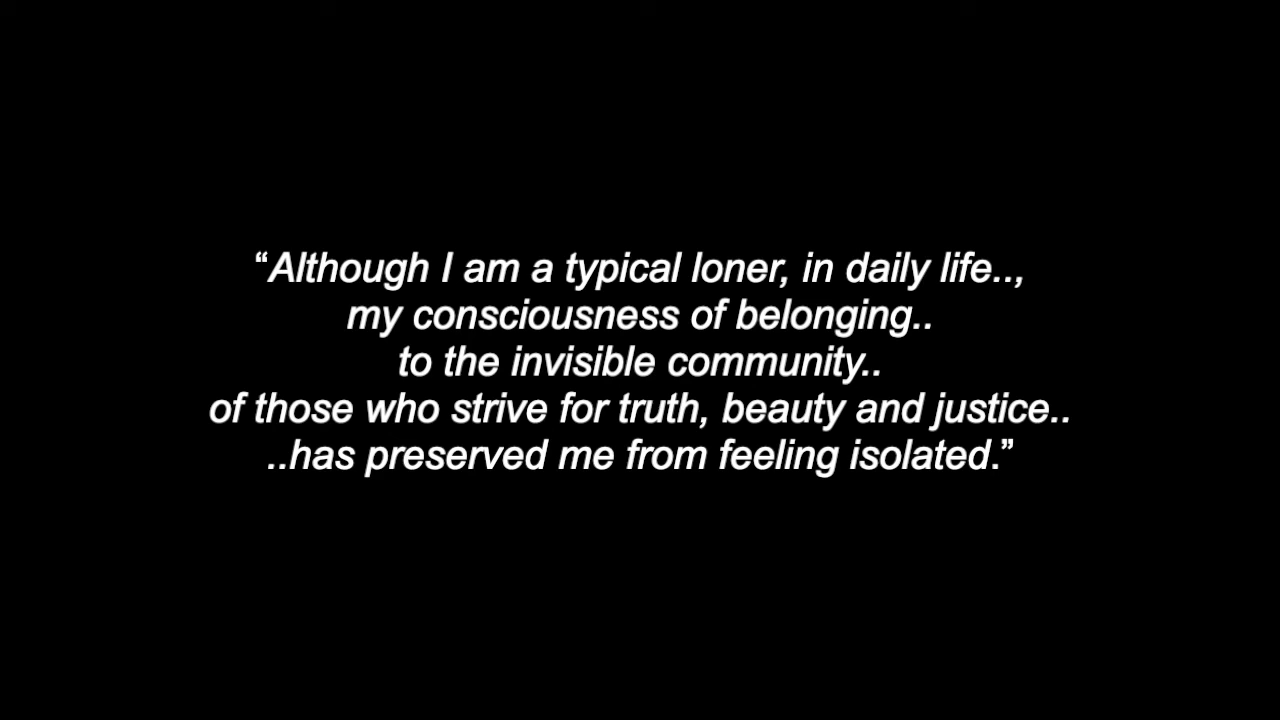 “Although I am a typical loner, in daily life..,
my consciousness of belonging..
to the invisible community..
of those who strive for truth, beauty and justice..
..has preserved me from feeling isolated.”